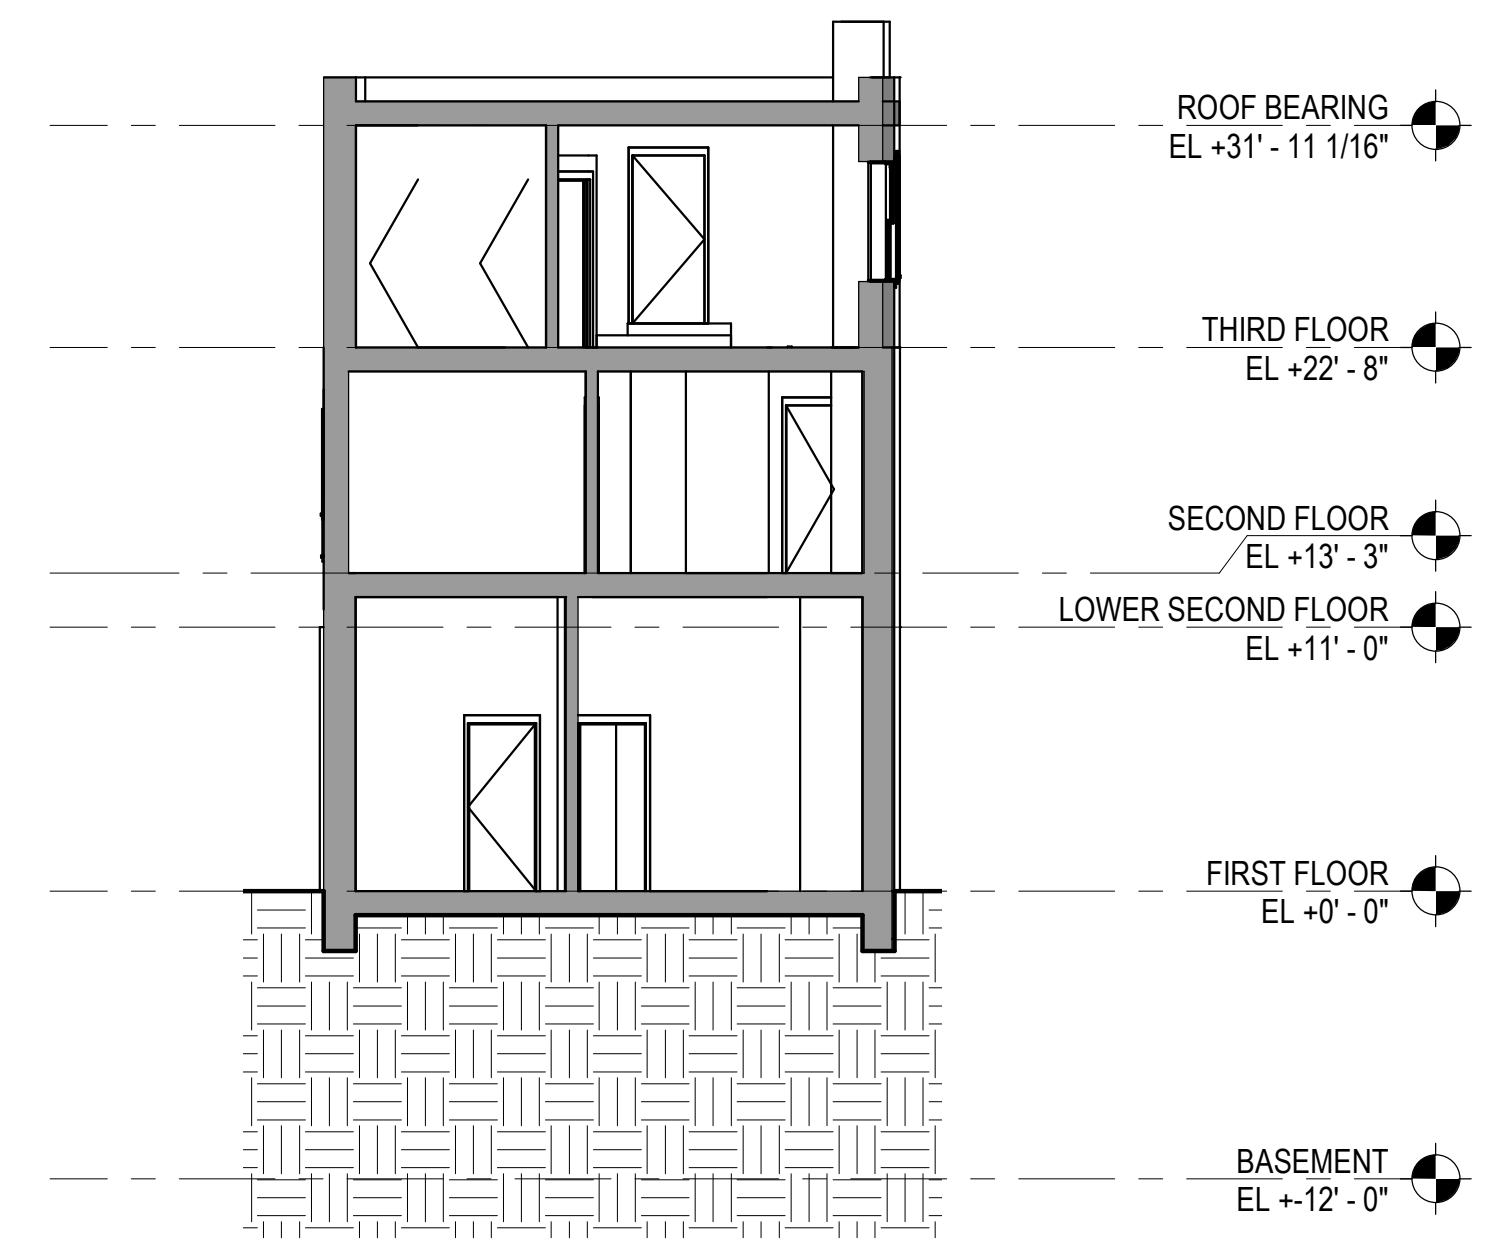 ROOF BEARING
EL +31' - 11 1/16"
THIRD FLOOR
EL +22' - 8"
SECOND FLOOR
EL +13' - 3"
LOWER SECOND FLOOR
EL +11' - 0"
FIRST FLOOR
EL +0' - 0"
BASEMENT
EL +-12' - 0"